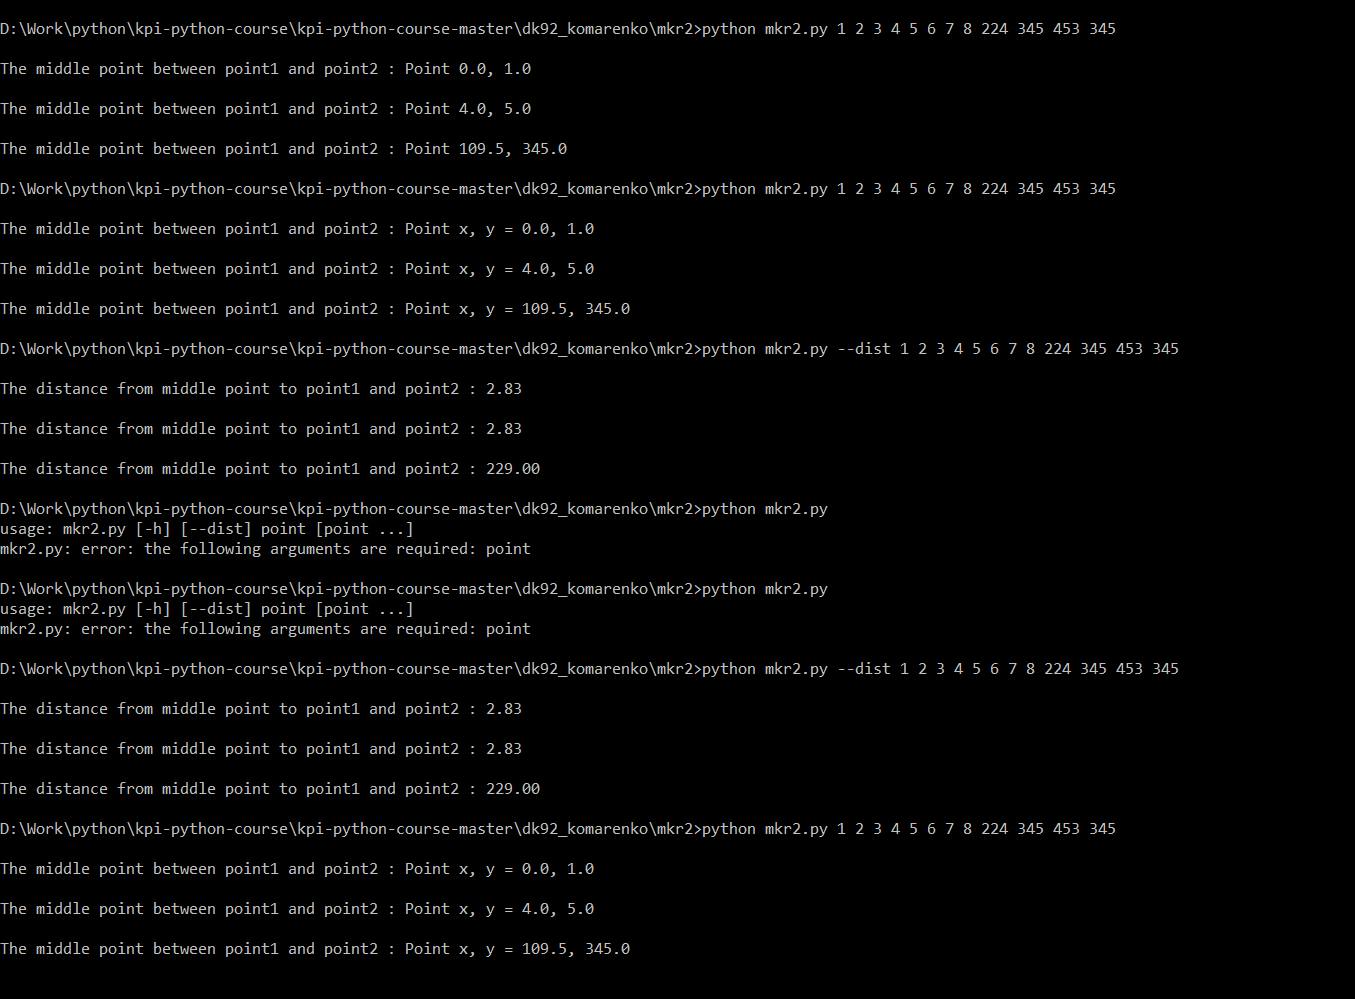 D:\Work\python\kpi-python-course\kpi-python-course-master\dk92_komarenko\mkr2>python mkr2.py 1 2 3 4 5 6 7 8 224 345 453 345
The middle point between point1 and point2 : Point 0.0, 1.0
The middle point between point1 and point2 : Point 4.0, 5.0
The middle point between point1 and point2 : Point 109.5, 345.0
D:\Work\python\kpi-python-course\kpi-python-course-master\dk92_komarenko\mkr2>python mkr2.py 1 2 3 4 5 6 7 8 224 345 453 345
The middle point between point1 and point2 : Point x, y = 0.0, 1.0
The middle point between point1 and point2 : Point x, y = 4.0, 5.0
The middle point between point1 and point2 : Point x, y = 109.5, 345.0
D:\Work\python\kpi-python-course\kpi-python-course-master\dk92_komarenko\mkr2>python mkr2.py --dist 1 2 3 4 5 6 7 8 224 345 453 345
The distance from middle point to point1 and point2 : 2.83
The distance from middle point to point1 and point2 : 2.83
The distance from middle point to point1 and point2 : 229.00
D:\Work\python\kpi-python-course\kpi-python-course-master\dk92_komarenko\mkr2>python mkr2.py
usage: mkr2.py [-h] [--dist] point [point ...]
mkr2.py: error: the following arguments are required: point
D:\Work\python\kpi-python-course\kpi-python-course-master\dk92_komarenko\mkr2>python mkr2.py
usage: mkr2.py [-h] [--dist] point [point ...]
mkr2.py: error: the following arguments are required: point
D:\Work\python\kpi-python-course\kpi-python-course-master\dk92_komarenko\mkr2>python mkr2.py --dist 1 2 3 4 5 6 7 8 224 345 453 345
The distance from middle point to point1 and point2 : 2.83
The distance from middle point to point1 and point2 : 2.83
The distance from middle point to point1 and point2 : 229.00
D:\Work\python\kpi-python-course\kpi-python-course-master\dk92_komarenko\mkr2>python mkr2.py 1 2 3 4 5 6 7 8 224 345 453 345
The middle point between point1 and point2 : Point x, y = 0.0, 1.0
The middle point between point1 and point2 : Point x, y = 4.0, 5.0
The middle point between point1 and point2 : Point x, y = 109.5, 345.0